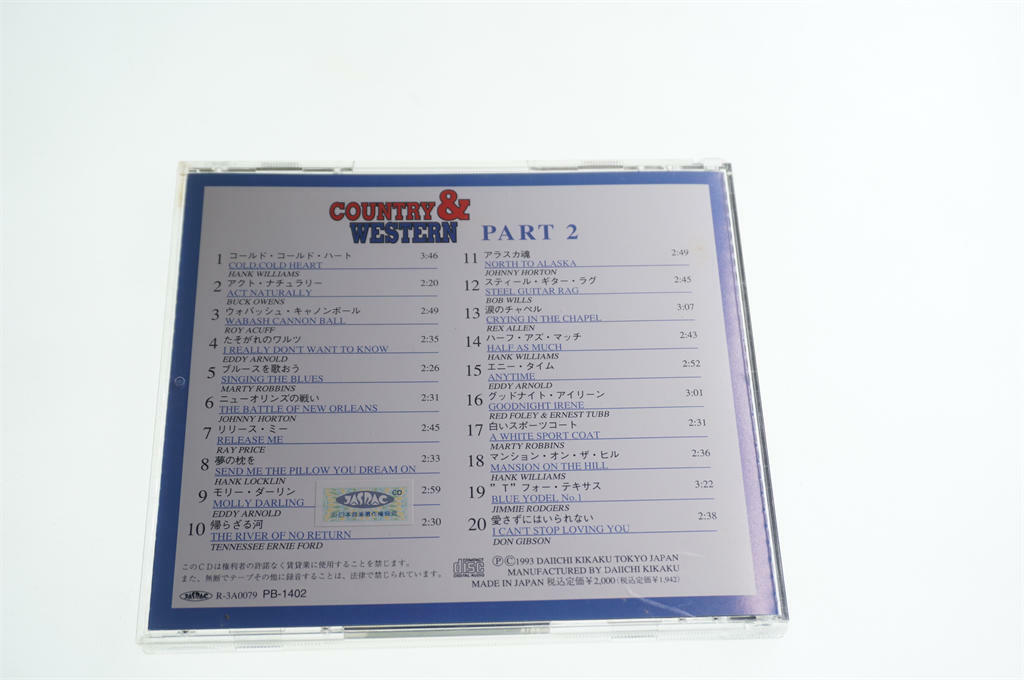 COUNTRY &
WESTERN
PART 2
1 コールド・コールド・ハート 3:46
COLD,COLD HEART
HANK WILLIAMS
2 アクト・ナチュラリー 2:20
ACT NATURALLY
BUCK OWENS
3 ウォバッシュ・キャノンボール 2:49
WABASH CANNON BALL
ROY ACUFF
4 たそがれのワルツ 2:35
I REALLY DON'T WANT TO KNOW
EDDY ARNOLD
5 ブルースを歌おう 2:26
SINGING THE BLUES
MARTY ROBBINS
6 ニューオリンズの戦い 2:31
THE BATTLE OF NEW ORLEANS
JOHNNY HORTON
7 リリース・ミー 2:45
RELEASE ME
RAY PRICE
8 夢の枕を 2:33
SEND ME THE PILLOW YOU DREAM ON
HANK LOCKLIN
9 モリー・ダーリン 2:59
MOLLY DARLING
EDDY ARNOLD
10 帰らざる河 2:30
THE RIVER OF NO RETURN
TENNESSEE ERNIE FORD
11 アラスカ魂 2:49
NORTH TO ALASKA
JOHNNY HORTON
12 スティール・ギター・ラグ 2:45
STEEL GUITAR RAG
BOB WILLS
13 涙のチャペル 3:07
CRYING IN THE CHAPEL
REX ALLEN
14 ハーフ・アズ・マッチ 2:43
HALF AS MUCH
HANK WILLIAMS
15 エニー・タイム 2:52
ANYTIME
EDDY ARNOLD
16 グッドナイト・アイリーン 3:01
GOODNIGHT IRENE
RED FOLEY & ERNEST TUBB
17 白いスポーツコート 2:31
A WHITE SPORT COAT
MARTY ROBBINS
18 マンション・オン・ザ・ヒル 2:36
MANSION ON THE HILL
HANK WILLIAMS
19 ”T”フォー・テキサス 3:22
BLUE YODEL No.1
JIMMIE RODGERS
20 愛さずにはいられない 2:38
I CAN'T STOP LOVING YOU
DON GIBSON
CD
JASRAC
日本音楽著作権協会
このCDは権利者の許諾なく賃貸業に使用することを禁じます。
また、無断でテープその他に録音することは、法律で禁じられています。
JASRAC R-3A0079 PB-1402
COMPACT
disc
DIGITAL AUDIO
ⓅⒸ1993 DAIICHI KIKAKU TOKYO JAPAN
MANUFACTURED BY DAIICHI KIKAKU
MADE IN JAPAN 税込定価¥2,000(税込定価¥1,942)